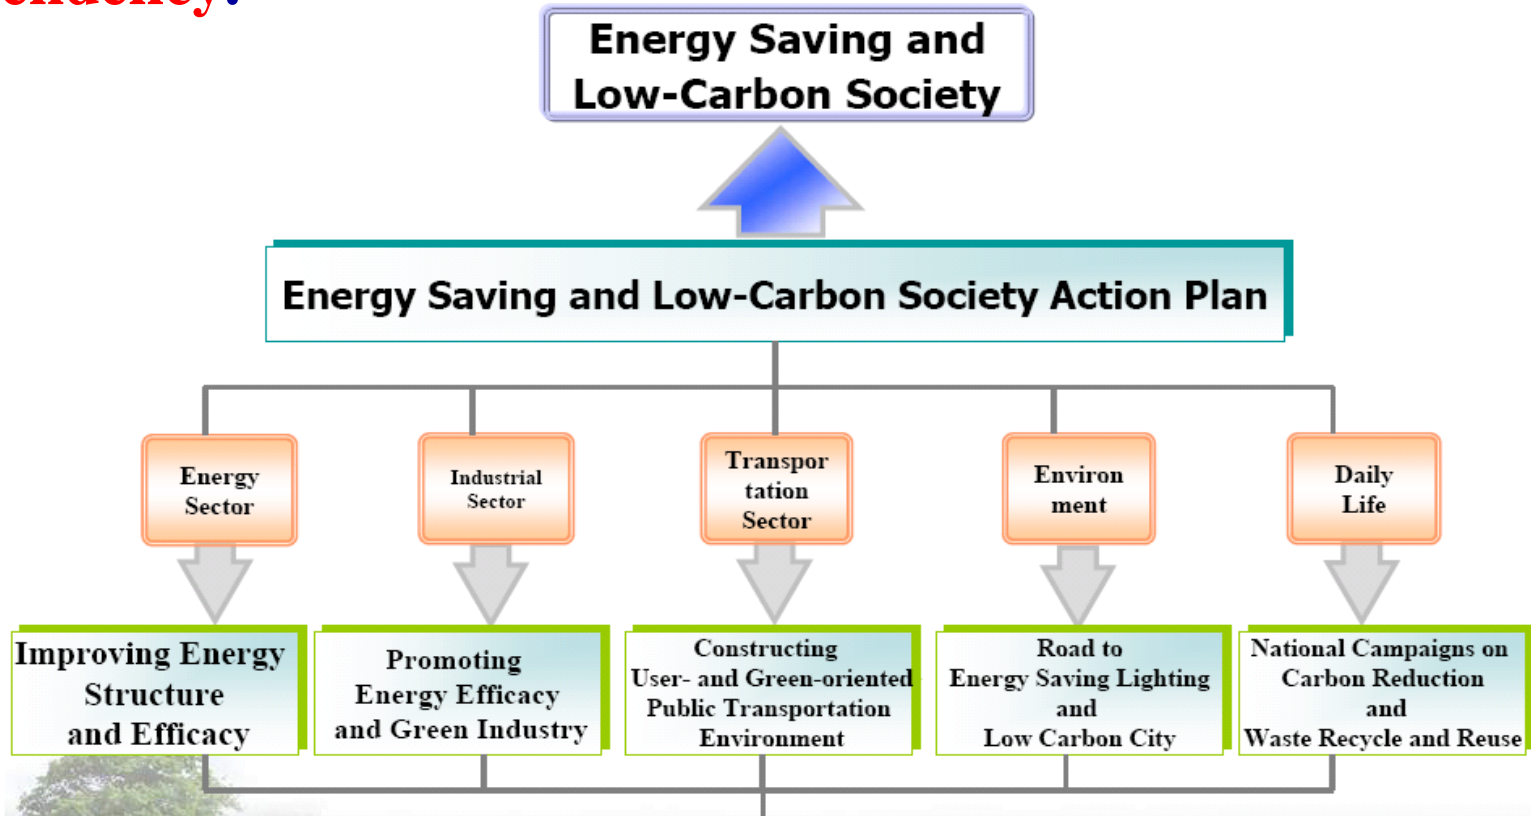 Energy Saving and
Low-Carbon Society
Energy Saving and Low-Carbon Society Action Plan
Energy
Sector
Industrial
Sector
Transpor
tation
Sector
Environ
ment
Daily
Life
Improving Energy
Structure
and Efficacy
Promoting
Energy Efficacy
and Green Industry
Constructing
User- and Green-oriented
Public Transportation
Environment
Road to
Energy Saving Lighting
and
Low Carbon City
National Campaigns on
Carbon Reduction
and
Waste Recycle and Reuse